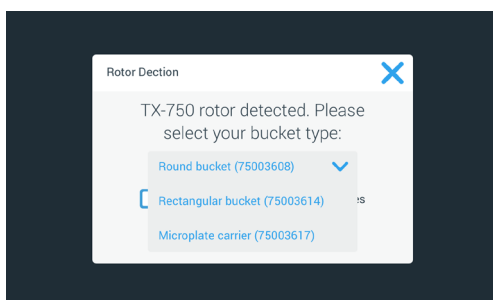 Rotor Dection
TX-750 rotor detected. Please
select your bucket type:
Round bucket (75003608)
Rectangular bucket (75003614)
Microplate carrier (75003617)